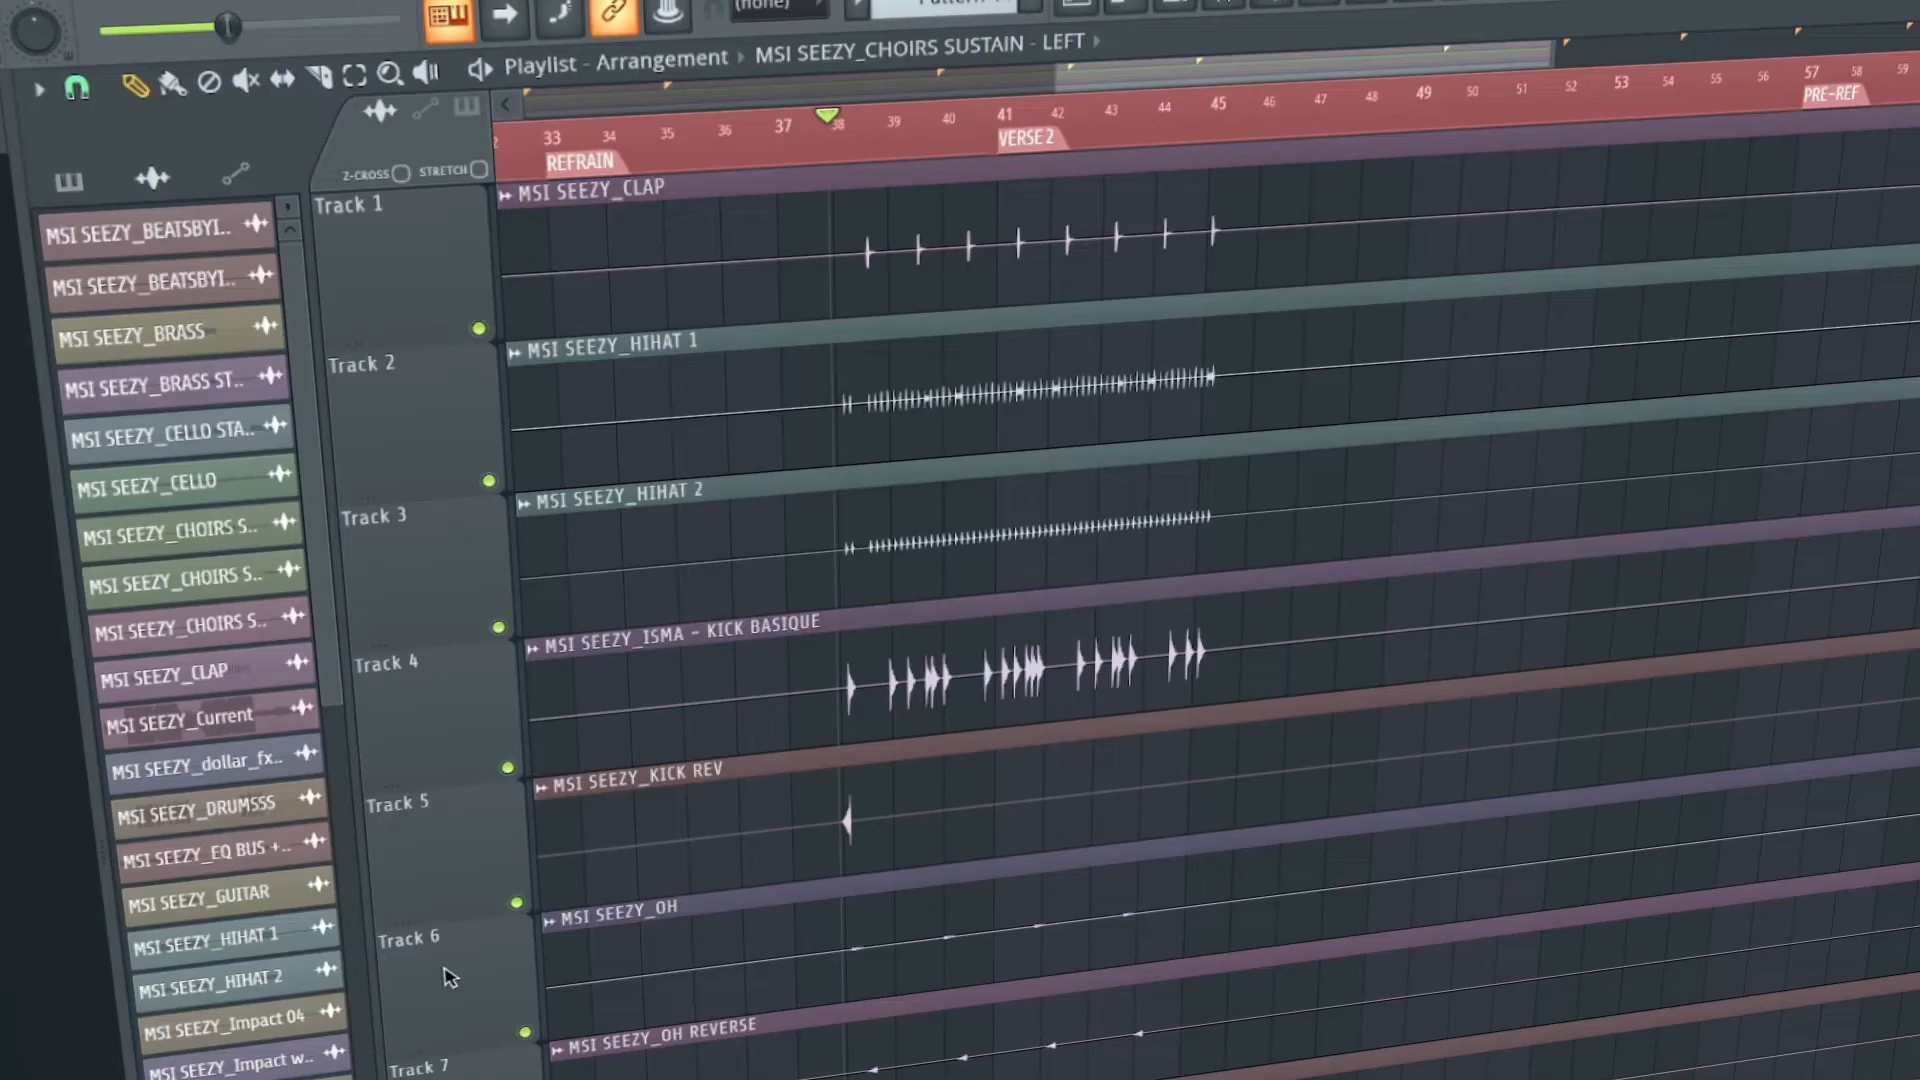 (none)
Playlist - Arrangement › MSI SEEZY_CHOIRS SUSTAIN - LEFT ›
33 34 35 36 37 38 39 40 41 42 43 44 45 46 47 48 49 50 51 52 53 54 55 56 57 58 59
REFRAIN VERSE 2 PRE-REF
Z-CROSS STRETCH
MSI SEEZY_BEATSBYI..
MSI SEEZY_BEATSBYI..
MSI SEEZY_BRASS
MSI SEEZY_BRASS ST..
MSI SEEZY_CELLO STA..
MSI SEEZY_CELLO
MSI SEEZY_CHOIRS S..
MSI SEEZY_CHOIRS S..
MSI SEEZY_CHOIRS S..
MSI SEEZY_CLAP
MSI SEEZY_Current
MSI SEEZY_dollar_fx..
MSI SEEZY_DRUMSSS
MSI SEEZY_EQ BUS +..
MSI SEEZY_GUITAR
MSI SEEZY_HIHAT 1
MSI SEEZY_HIHAT 2
MSI SEEZY_Impact 04
MSI SEEZY_Impact w..
Track 1
MSI SEEZY_CLAP
Track 2
MSI SEEZY_HIHAT 1
Track 3
MSI SEEZY_HIHAT 2
Track 4
MSI SEEZY_ISMA - KICK BASIQUE
Track 5
MSI SEEZY_KICK REV
Track 6
MSI SEEZY_OH
Track 7
MSI SEEZY_OH REVERSE